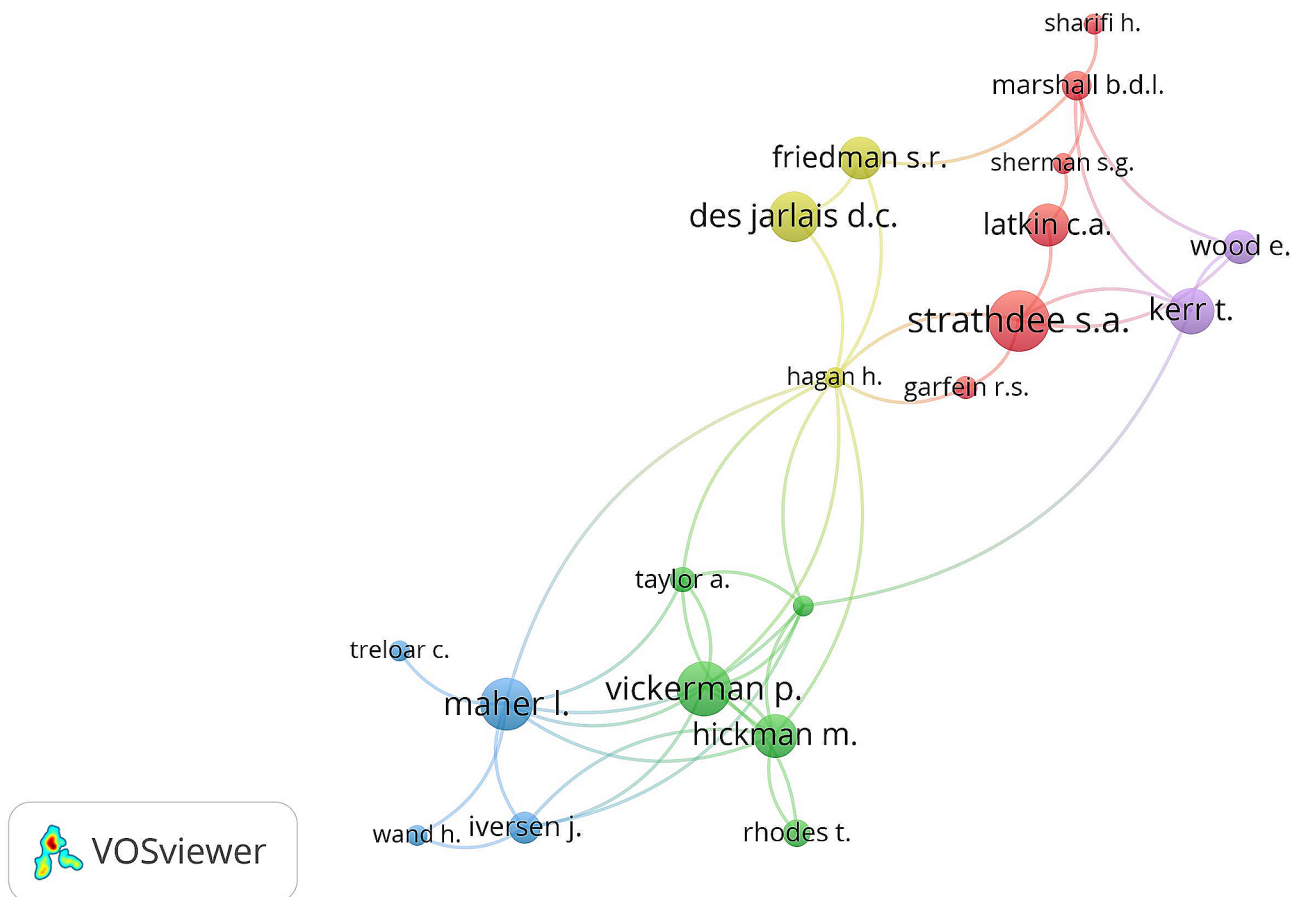 sharifi h.
marshall b.d.l.
friedman s.r.
sherman s.g.
des jarlais d.c.
latkin c.a.
wood e.
strathdee s.a.
kerr t.
hagan h.
garfein r.s.
taylor a.
treloar c.
vickerman p.
maher l.
hickman m.
wand h.
iversen j.
rhodes t.
VOSviewer